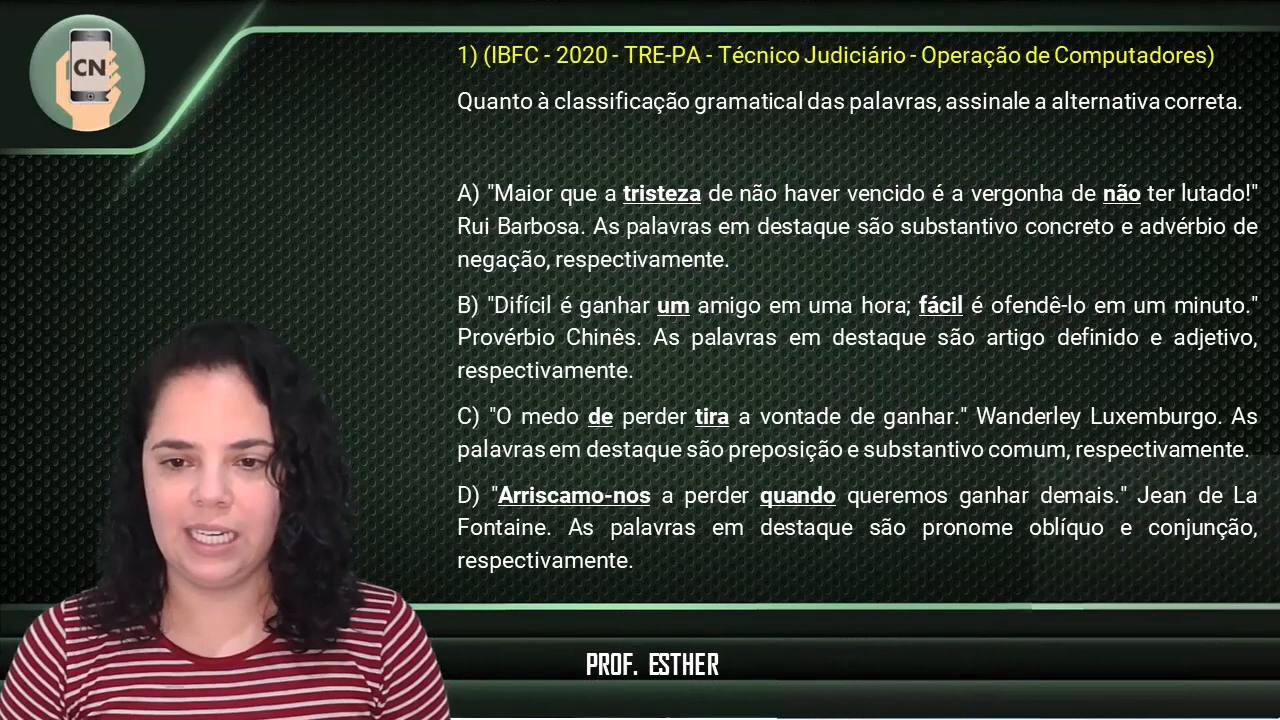 CN
1) (IBFC - 2020 - TRE-PA - Técnico Judiciário - Operação de Computadores)
Quanto à classificação gramatical das palavras, assinale a alternativa correta.
A) "Maior que a tristeza de não haver vencido é a vergonha de não ter lutado!"
Rui Barbosa. As palavras em destaque são substantivo concreto e advérbio de
negação, respectivamente.
B) "Difícil é ganhar um amigo em uma hora; fácil é ofendê-lo em um minuto."
Provérbio Chinês. As palavras em destaque são artigo definido e adjetivo,
respectivamente.
C) "O medo de perder tira a vontade de ganhar." Wanderley Luxemburgo. As
palavras em destaque são preposição e substantivo comum, respectivamente.
D) "Arriscamo-nos a perder quando queremos ganhar demais." Jean de La
Fontaine. As palavras em destaque são pronome oblíquo e conjunção,
respectivamente.
PROF. ESTHER